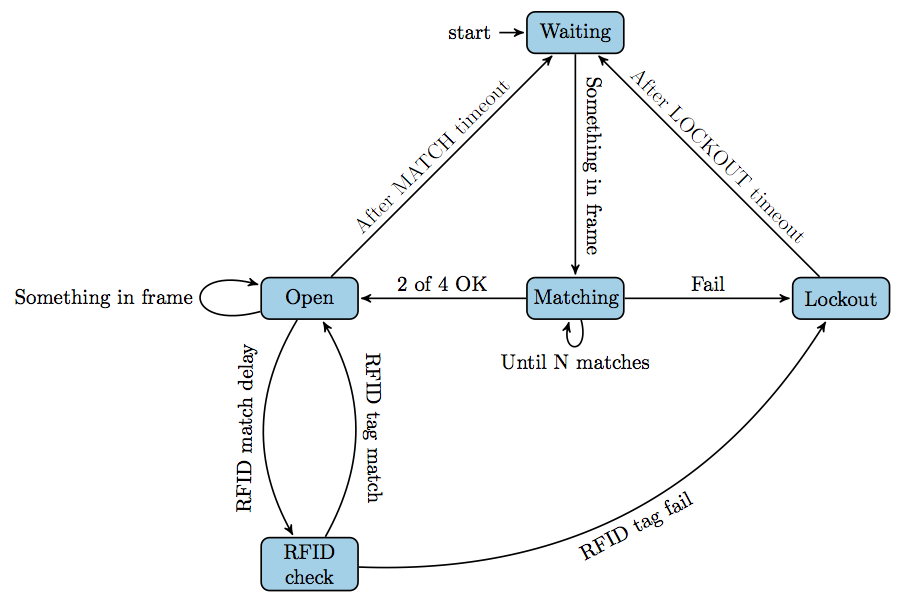 start
Waiting
After MATCH timeout
Something in frame
After LOCKOUT timeout
Something in frame
Open
2 of 4 OK
Matching
Fail
Lockout
Until N matches
RFID match delay
RFID tag match
RFID tag fail
RFID
check